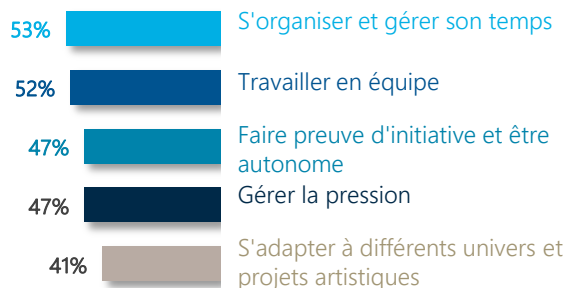 53% S'organiser et gérer son temps
52% Travailler en équipe
47% Faire preuve d'initiative et être
autonome
47% Gérer la pression
41% S'adapter à différents univers et
projets artistiques